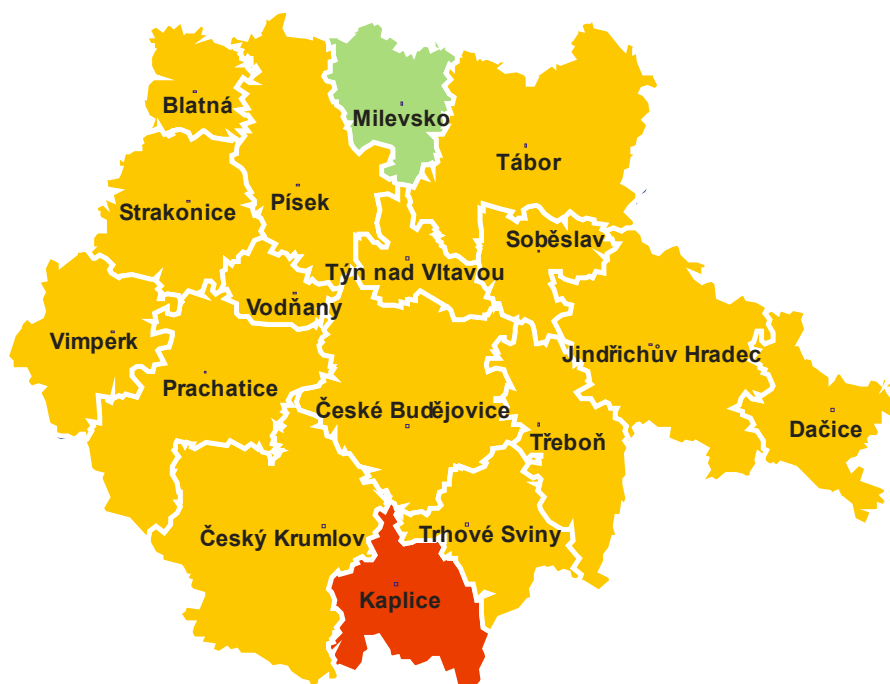 Blatná
Milevsko
Tábor
Písek
Strakonice
Soběslav
Týn nad Vltavou
Vodňany
Vimperk
Jindřichův Hradec
Prachatice
České Budějovice
Dačice
Třeboň
Český Krumlov
Trhové Sviny
Kaplice